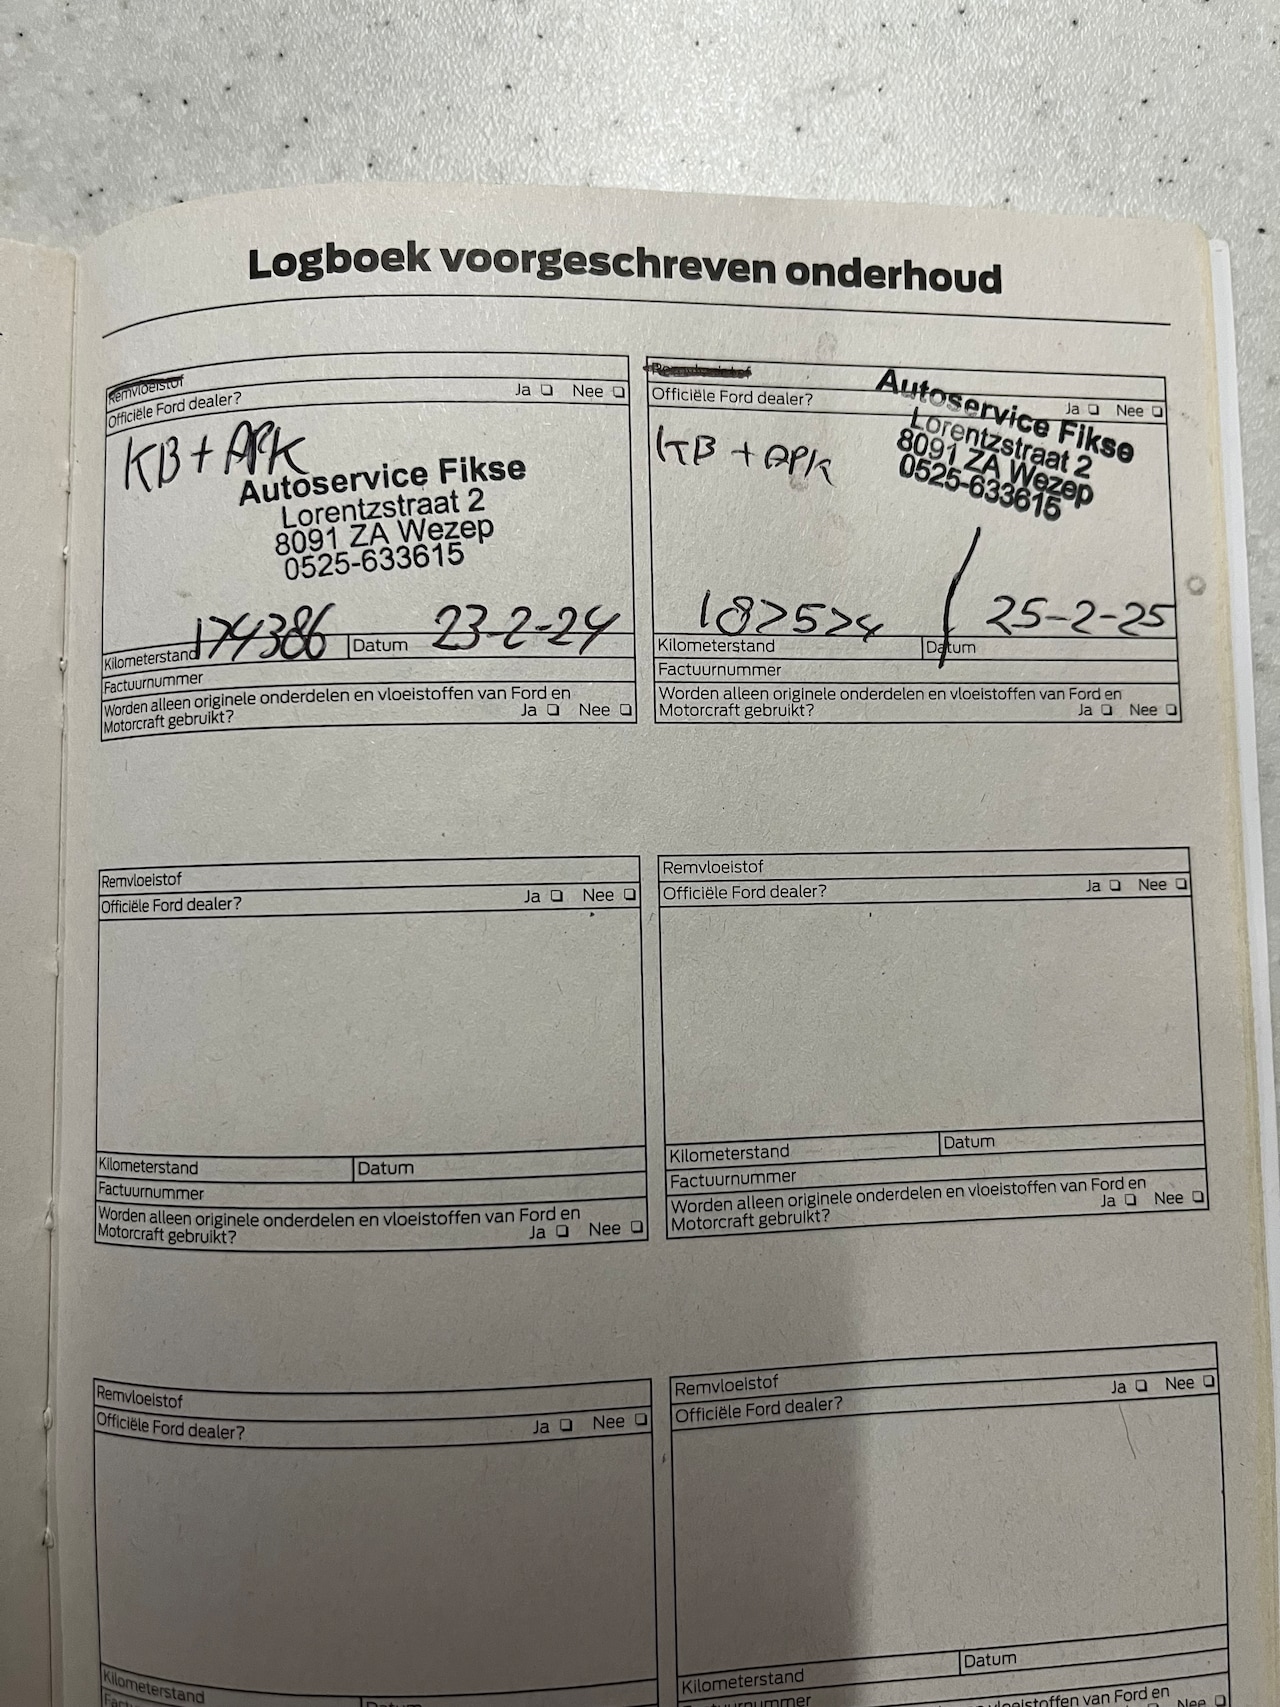 Logboek voorgeschreven onderhoud
Remvloeistof
Officiële Ford dealer? Ja Nee
KB + APK
Autoservice Fikse
Lorentzstraat 2
8091 ZA Wezep
0525-633615
Kilometerstand 174386 Datum 23-2-24
Factuurnummer
Worden alleen originele onderdelen en vloeistoffen van Ford en
Motorcraft gebruikt? Ja Nee
Remvloeistof
Officiële Ford dealer? Ja Nee
KB + APK
Autoservice Fikse
Lorentzstraat 2
8091 ZA Wezep
0525-633615
Kilometerstand 187574 Datum 25-2-25
Factuurnummer
Worden alleen originele onderdelen en vloeistoffen van Ford en
Motorcraft gebruikt? Ja Nee
Remvloeistof
Officiële Ford dealer? Ja Nee
Kilometerstand Datum
Factuurnummer
Worden alleen originele onderdelen en vloeistoffen van Ford en
Motorcraft gebruikt? Ja Nee
Remvloeistof
Officiële Ford dealer? Ja Nee
Kilometerstand Datum
Factuurnummer
Worden alleen originele onderdelen en vloeistoffen van Ford en
Motorcraft gebruikt? Ja Nee
Remvloeistof
Officiële Ford dealer? Ja Nee
Kilometerstand Datum
Remvloeistof
Officiële Ford dealer? Ja Nee
Kilometerstand Datum
van Ford en
Nee